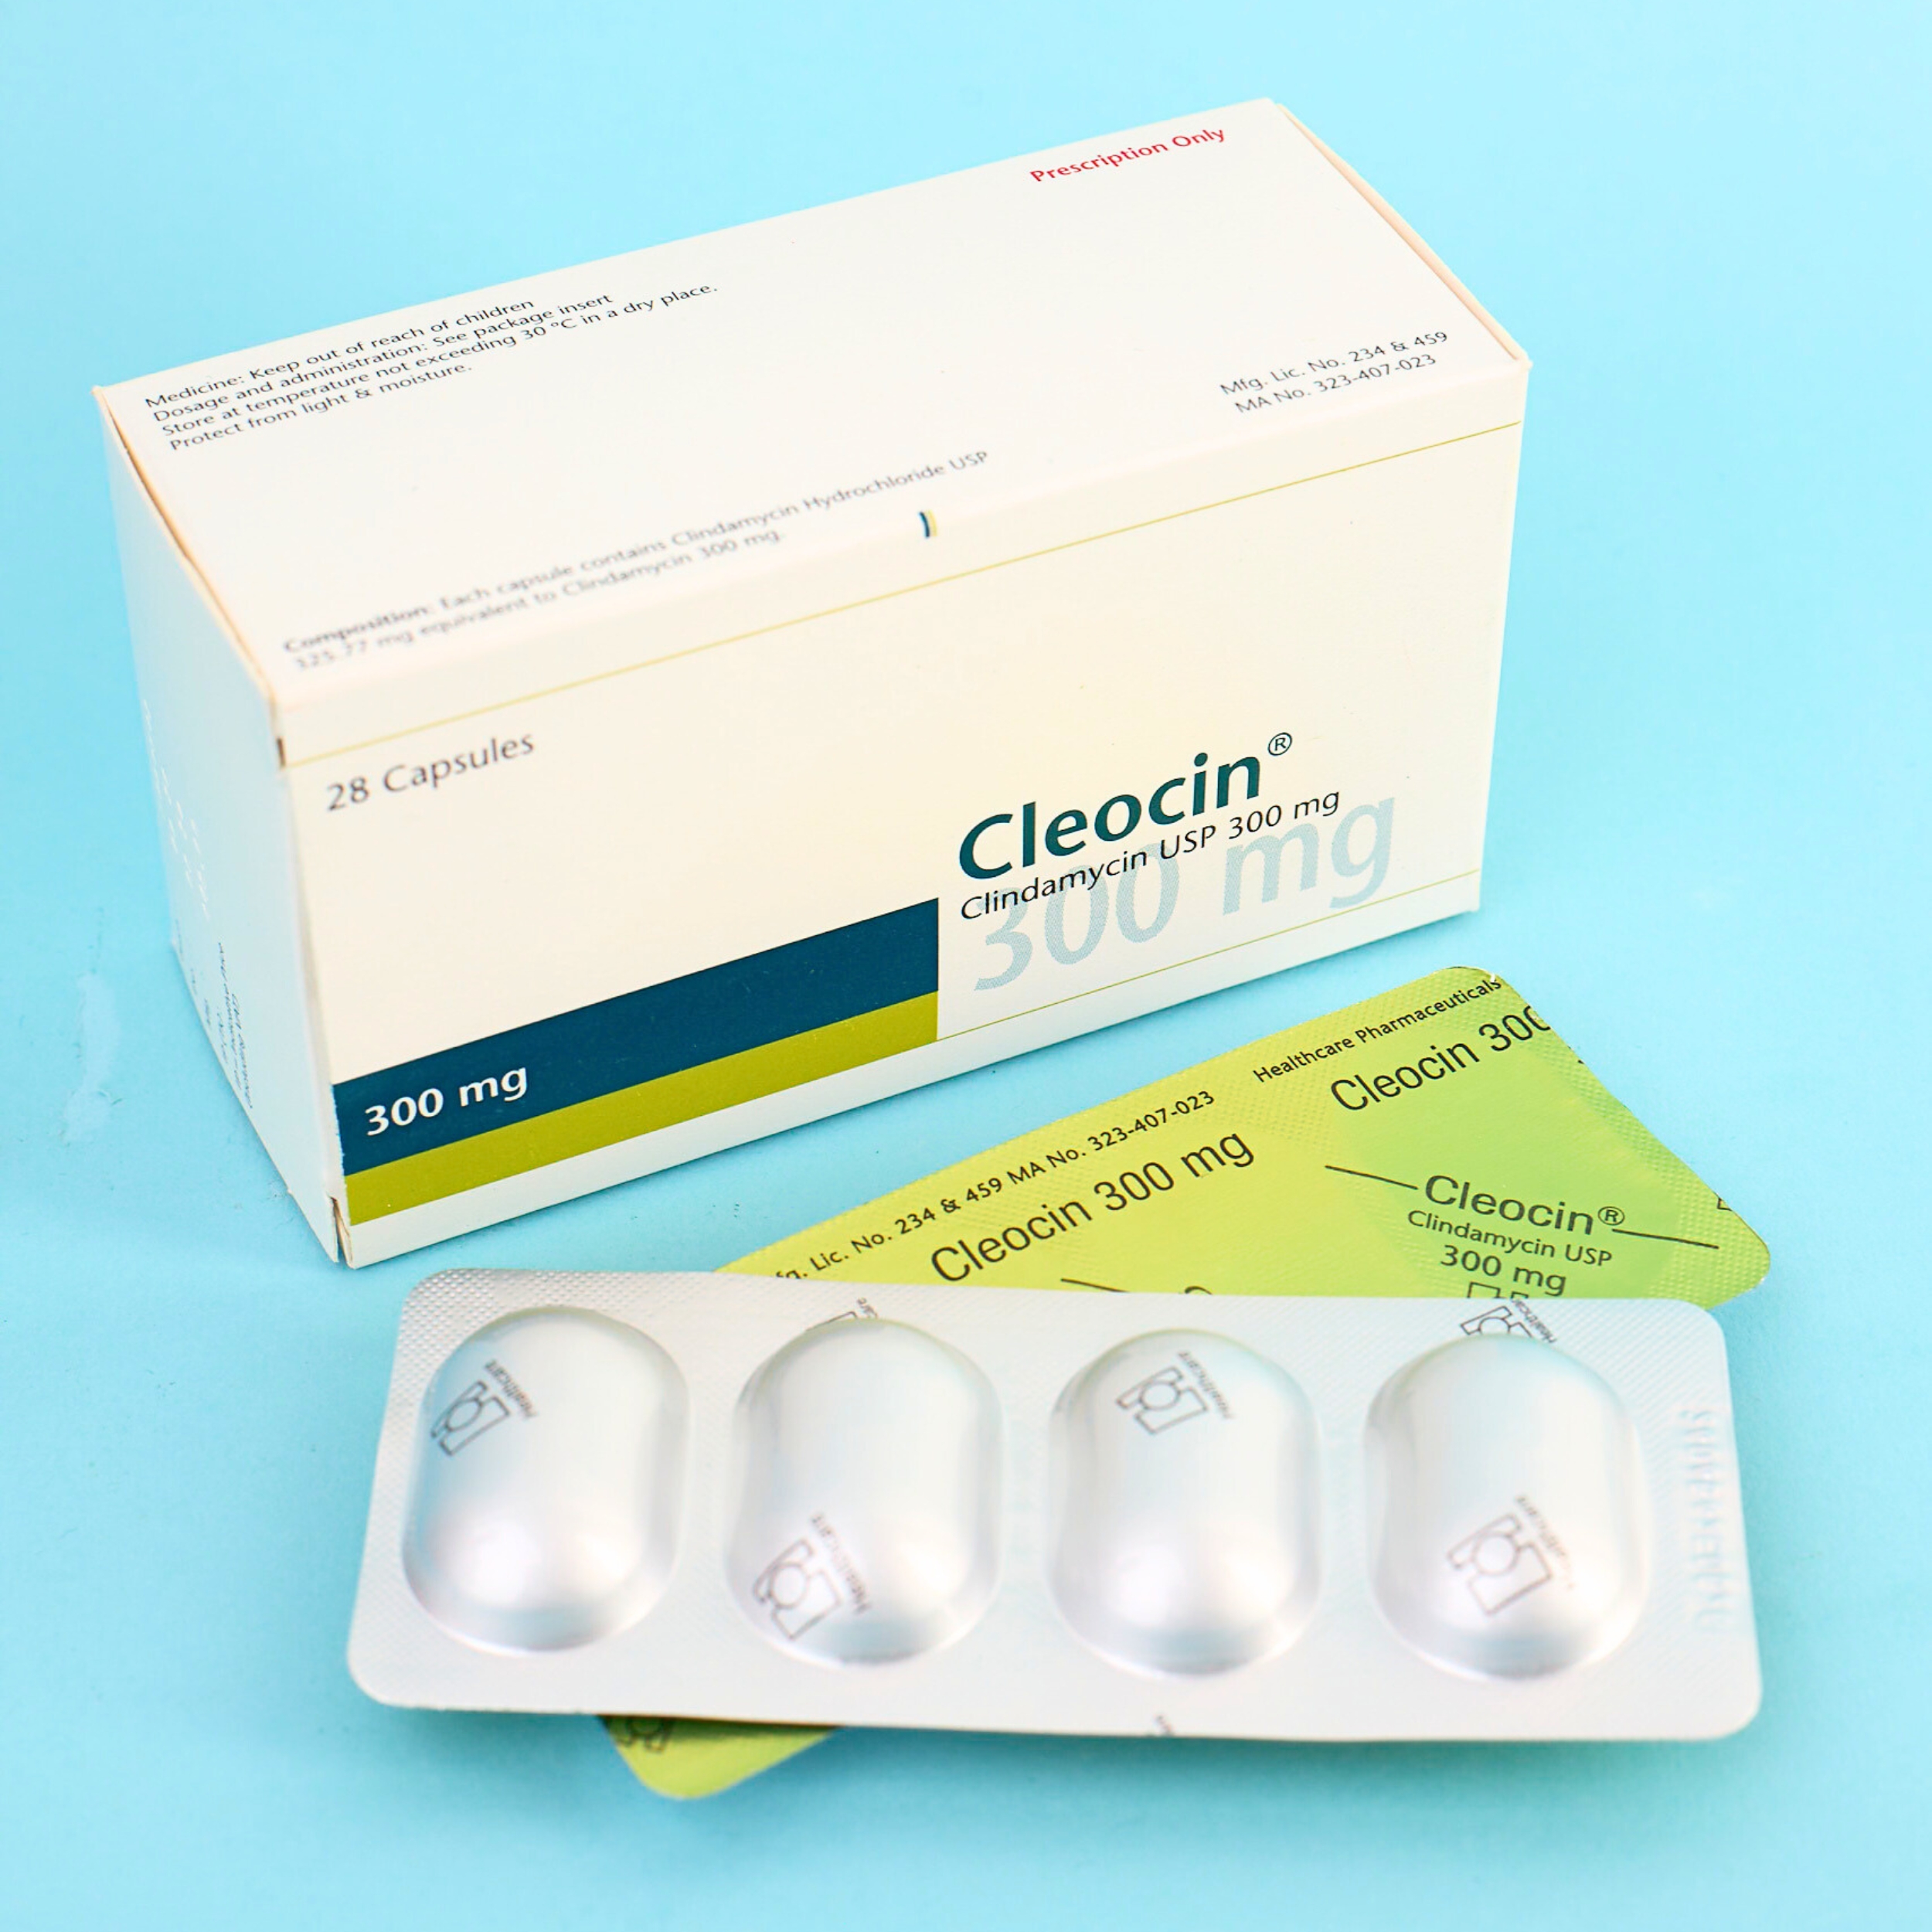 Prescription Only
Medicine: Keep out of reach of children
Dosage and administration: See package insert
Store at temperature not exceeding 30 °C in a dry place.
Protect from light & moisture.
Mfg. Lic. No. 234 & 459
MA No. 323-407-023
Composition: Each capsule contains Clindamycin Hydrochloride USP
325.77 mg equivalent to Clindamycin 300 mg.
28 Capsules
Cleocin®
Clindamycin USP 300 mg
300 mg
300 mg
Healthcare Pharmaceuticals
Lic. No. 234 & 459 MA No. 323-407-023
Cleocin 300
Cleocin 300 mg
Cleocin®
Clindamycin USP
300 mg
Healthcare
Healthcare
Healthcare
Healthcare